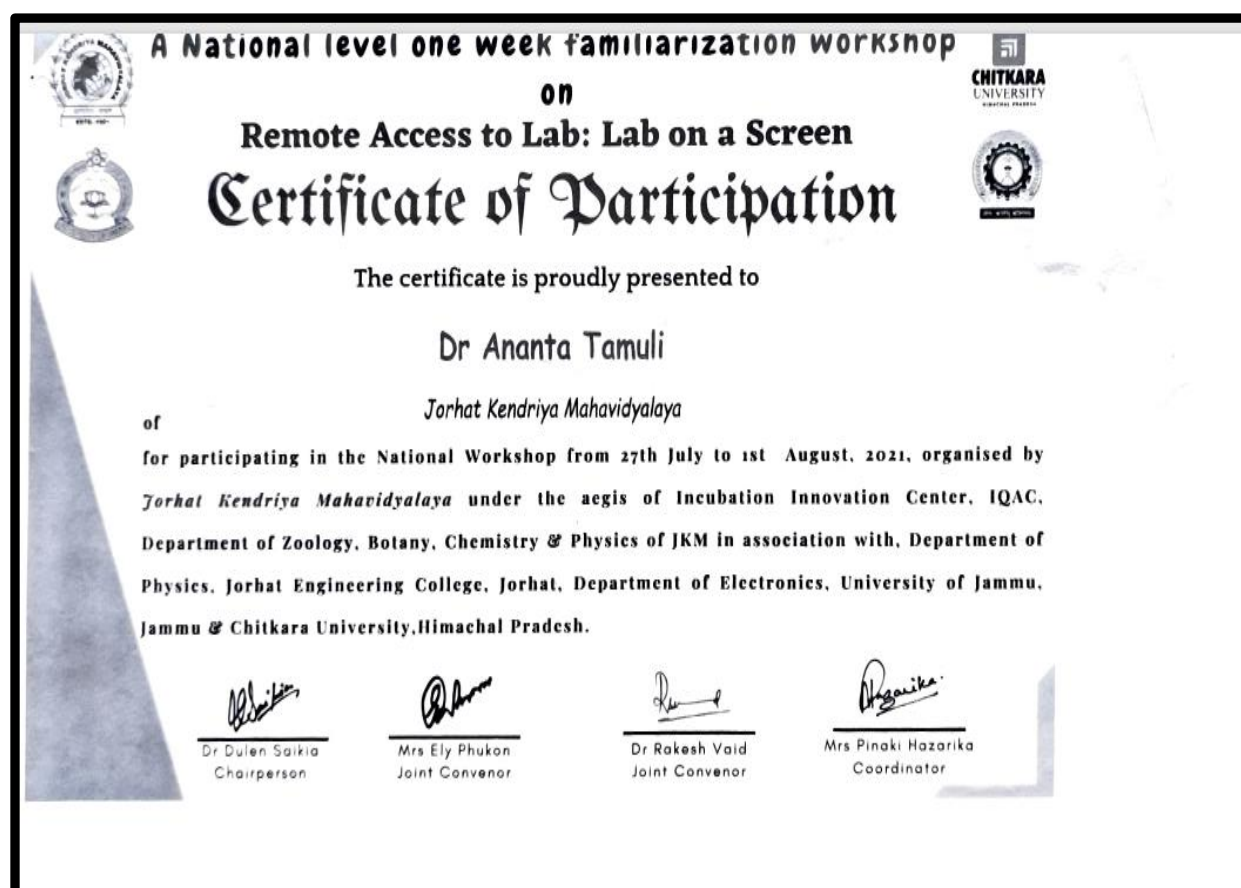 A National level one week familiarization workshop
on
Remote Access to Lab: Lab on a Screen
Certificate of Participation
CHITKARA
UNIVERSITY
HIMACHAL PRADESH
The certificate is proudly presented to
Dr Ananta Tamuli
Jorhat Kendriya Mahavidyalaya
of
for participating in the National Workshop from 27th July to 1st August, 2021, organised by
Jorhat Kendriya Mahavidyalaya under the aegis of Incubation Innovation Center, IQAC,
Department of Zoology, Botany, Chemistry & Physics of JKM in association with, Department of
Physics, Jorhat Engineering College, Jorhat, Department of Electronics, University of Jammu,
Jammu & Chitkara University,Himachal Pradesh.
Dr Dulen Saikia
Chairperson
Mrs Ely Phukon
Joint Convenor
Dr Rakesh Vaid
Joint Convenor
Hazarika.
Mrs Pinaki Hazarika
Coordinator